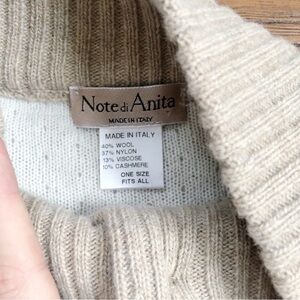 Note di Anita
MADE IN ITALY
MADE IN ITALY
40% WOOL
37% NYLON
13% VISCOSE
10% CASHMERE
ONE SIZE
FITS ALL